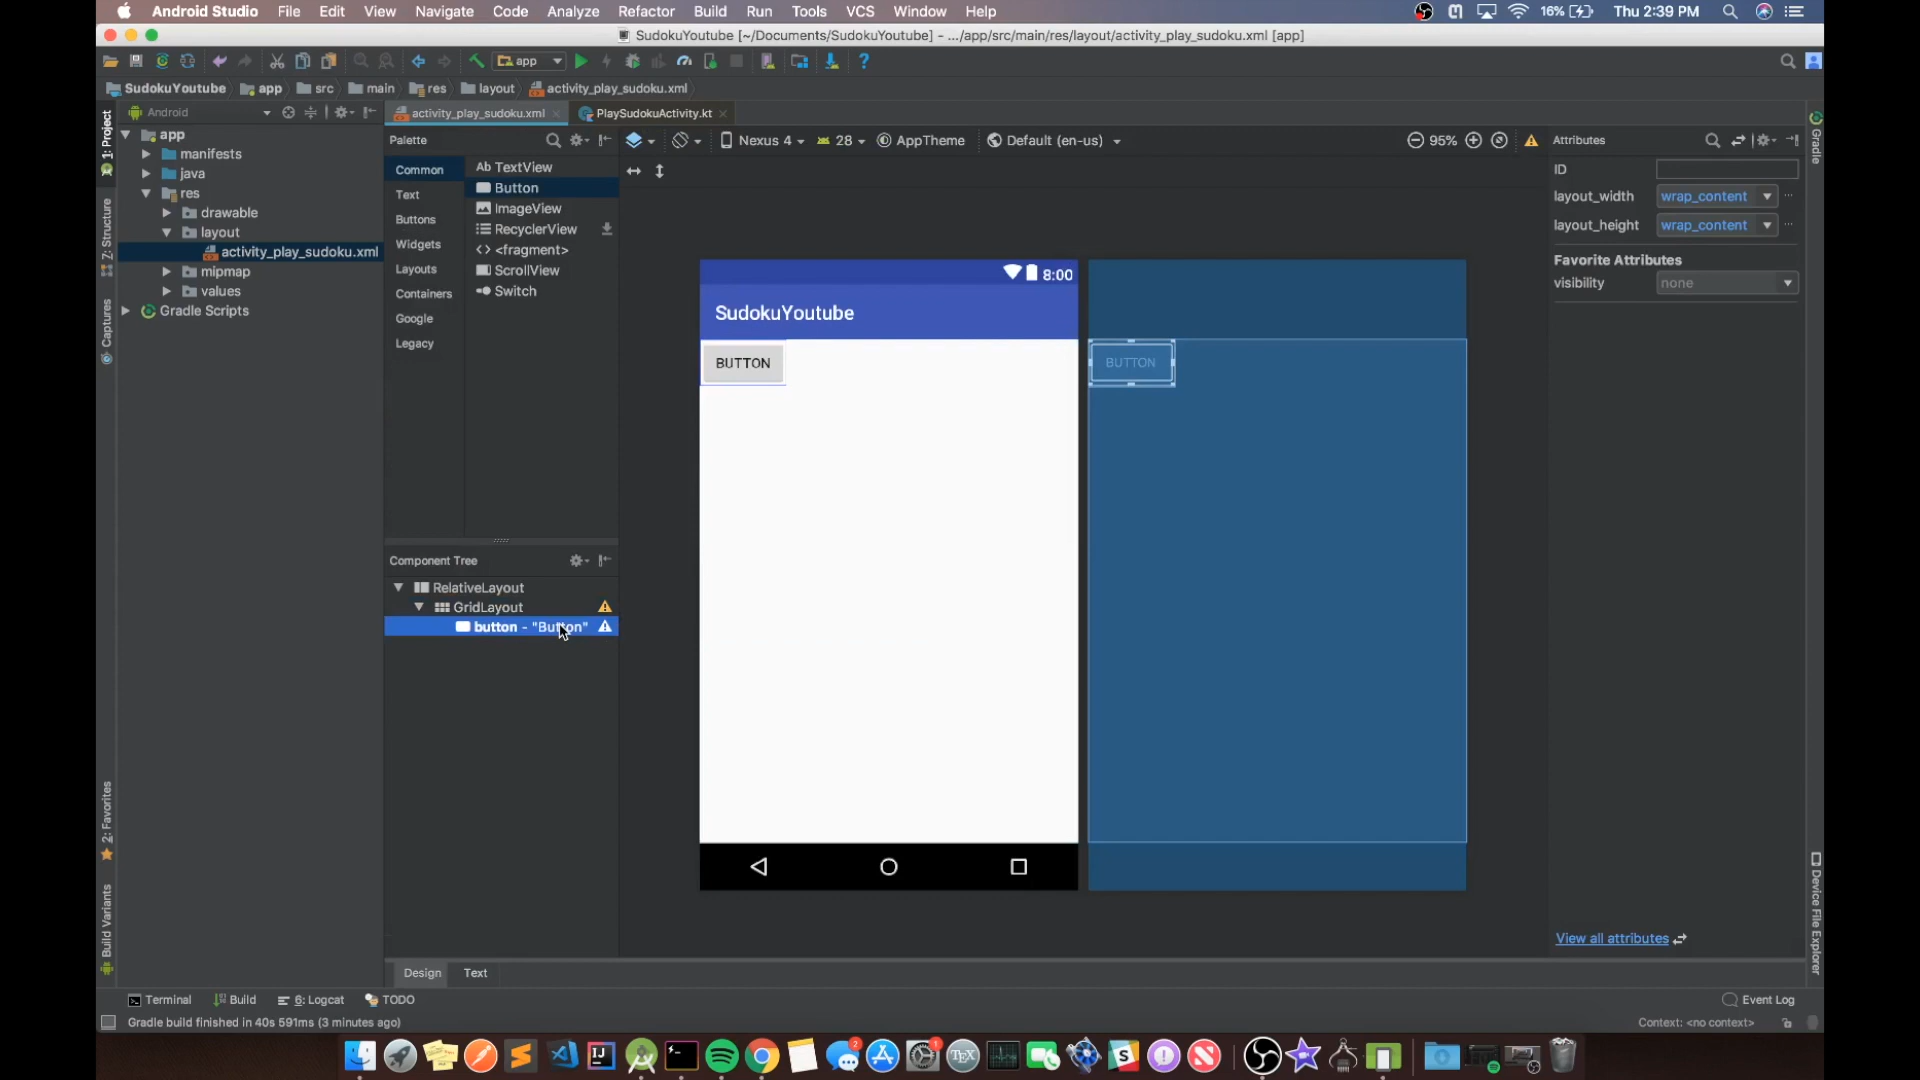 Android Studio File Edit View Navigate Code Analyze Refactor Build Run Tools VCS Window Help 16% Thu 2:39 PM
SudokuYoutube [~/Documents/SudokuYoutube] - .../app/src/main/res/layout/activity_play_sudoku.xml [app]
app
SudokuYoutube app src main res layout activity_play_sudoku.xml
1: Project
Z: Structure
Captures
2: Favorites
Build Variants
Android
app
manifests
java
res
drawable
layout
activity_play_sudoku.xml
mipmap
values
Gradle Scripts
activity_play_sudoku.xml PlaySudokuActivity.kt
Palette
Common
Text
Buttons
Widgets
Layouts
Containers
Google
Legacy
Ab TextView
Button
ImageView
RecyclerView
<> <fragment>
ScrollView
Switch
Component Tree
RelativeLayout
GridLayout
button - "Button"
Nexus 4 28 AppTheme Default (en-us) 95%
8:00
SudokuYoutube
BUTTON
BUTTON
Attributes
ID
layout_width wrap_content
layout_height wrap_content
Favorite Attributes
visibility none
View all attributes
Gradle
Device File Explorer
Design Text
Terminal Build 6: Logcat TODO Event Log
Gradle build finished in 40s 591ms (3 minutes ago) Context: <no context>
IJ
TEX
2
1
S